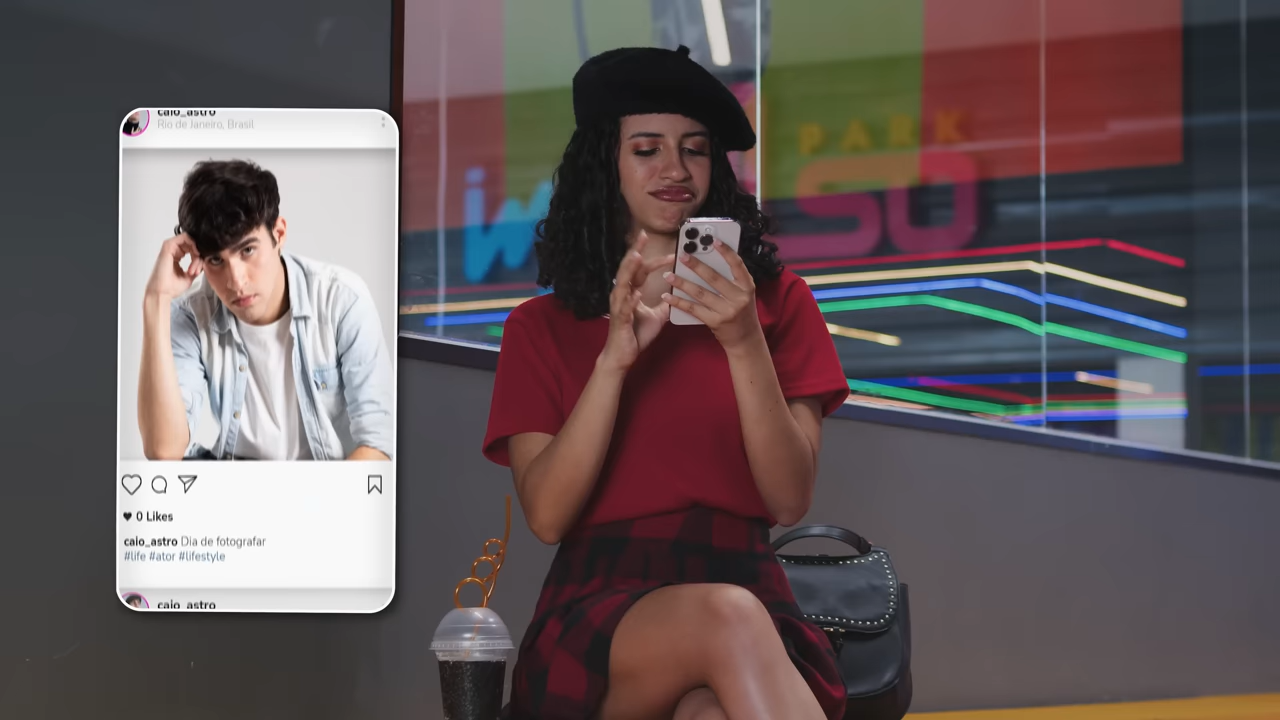 caio_astro
Rio de Janeiro, Brasil
0 Likes
caio_astro Dia de fotografar
#life #ator #lifestyle
caio_astro
PARK